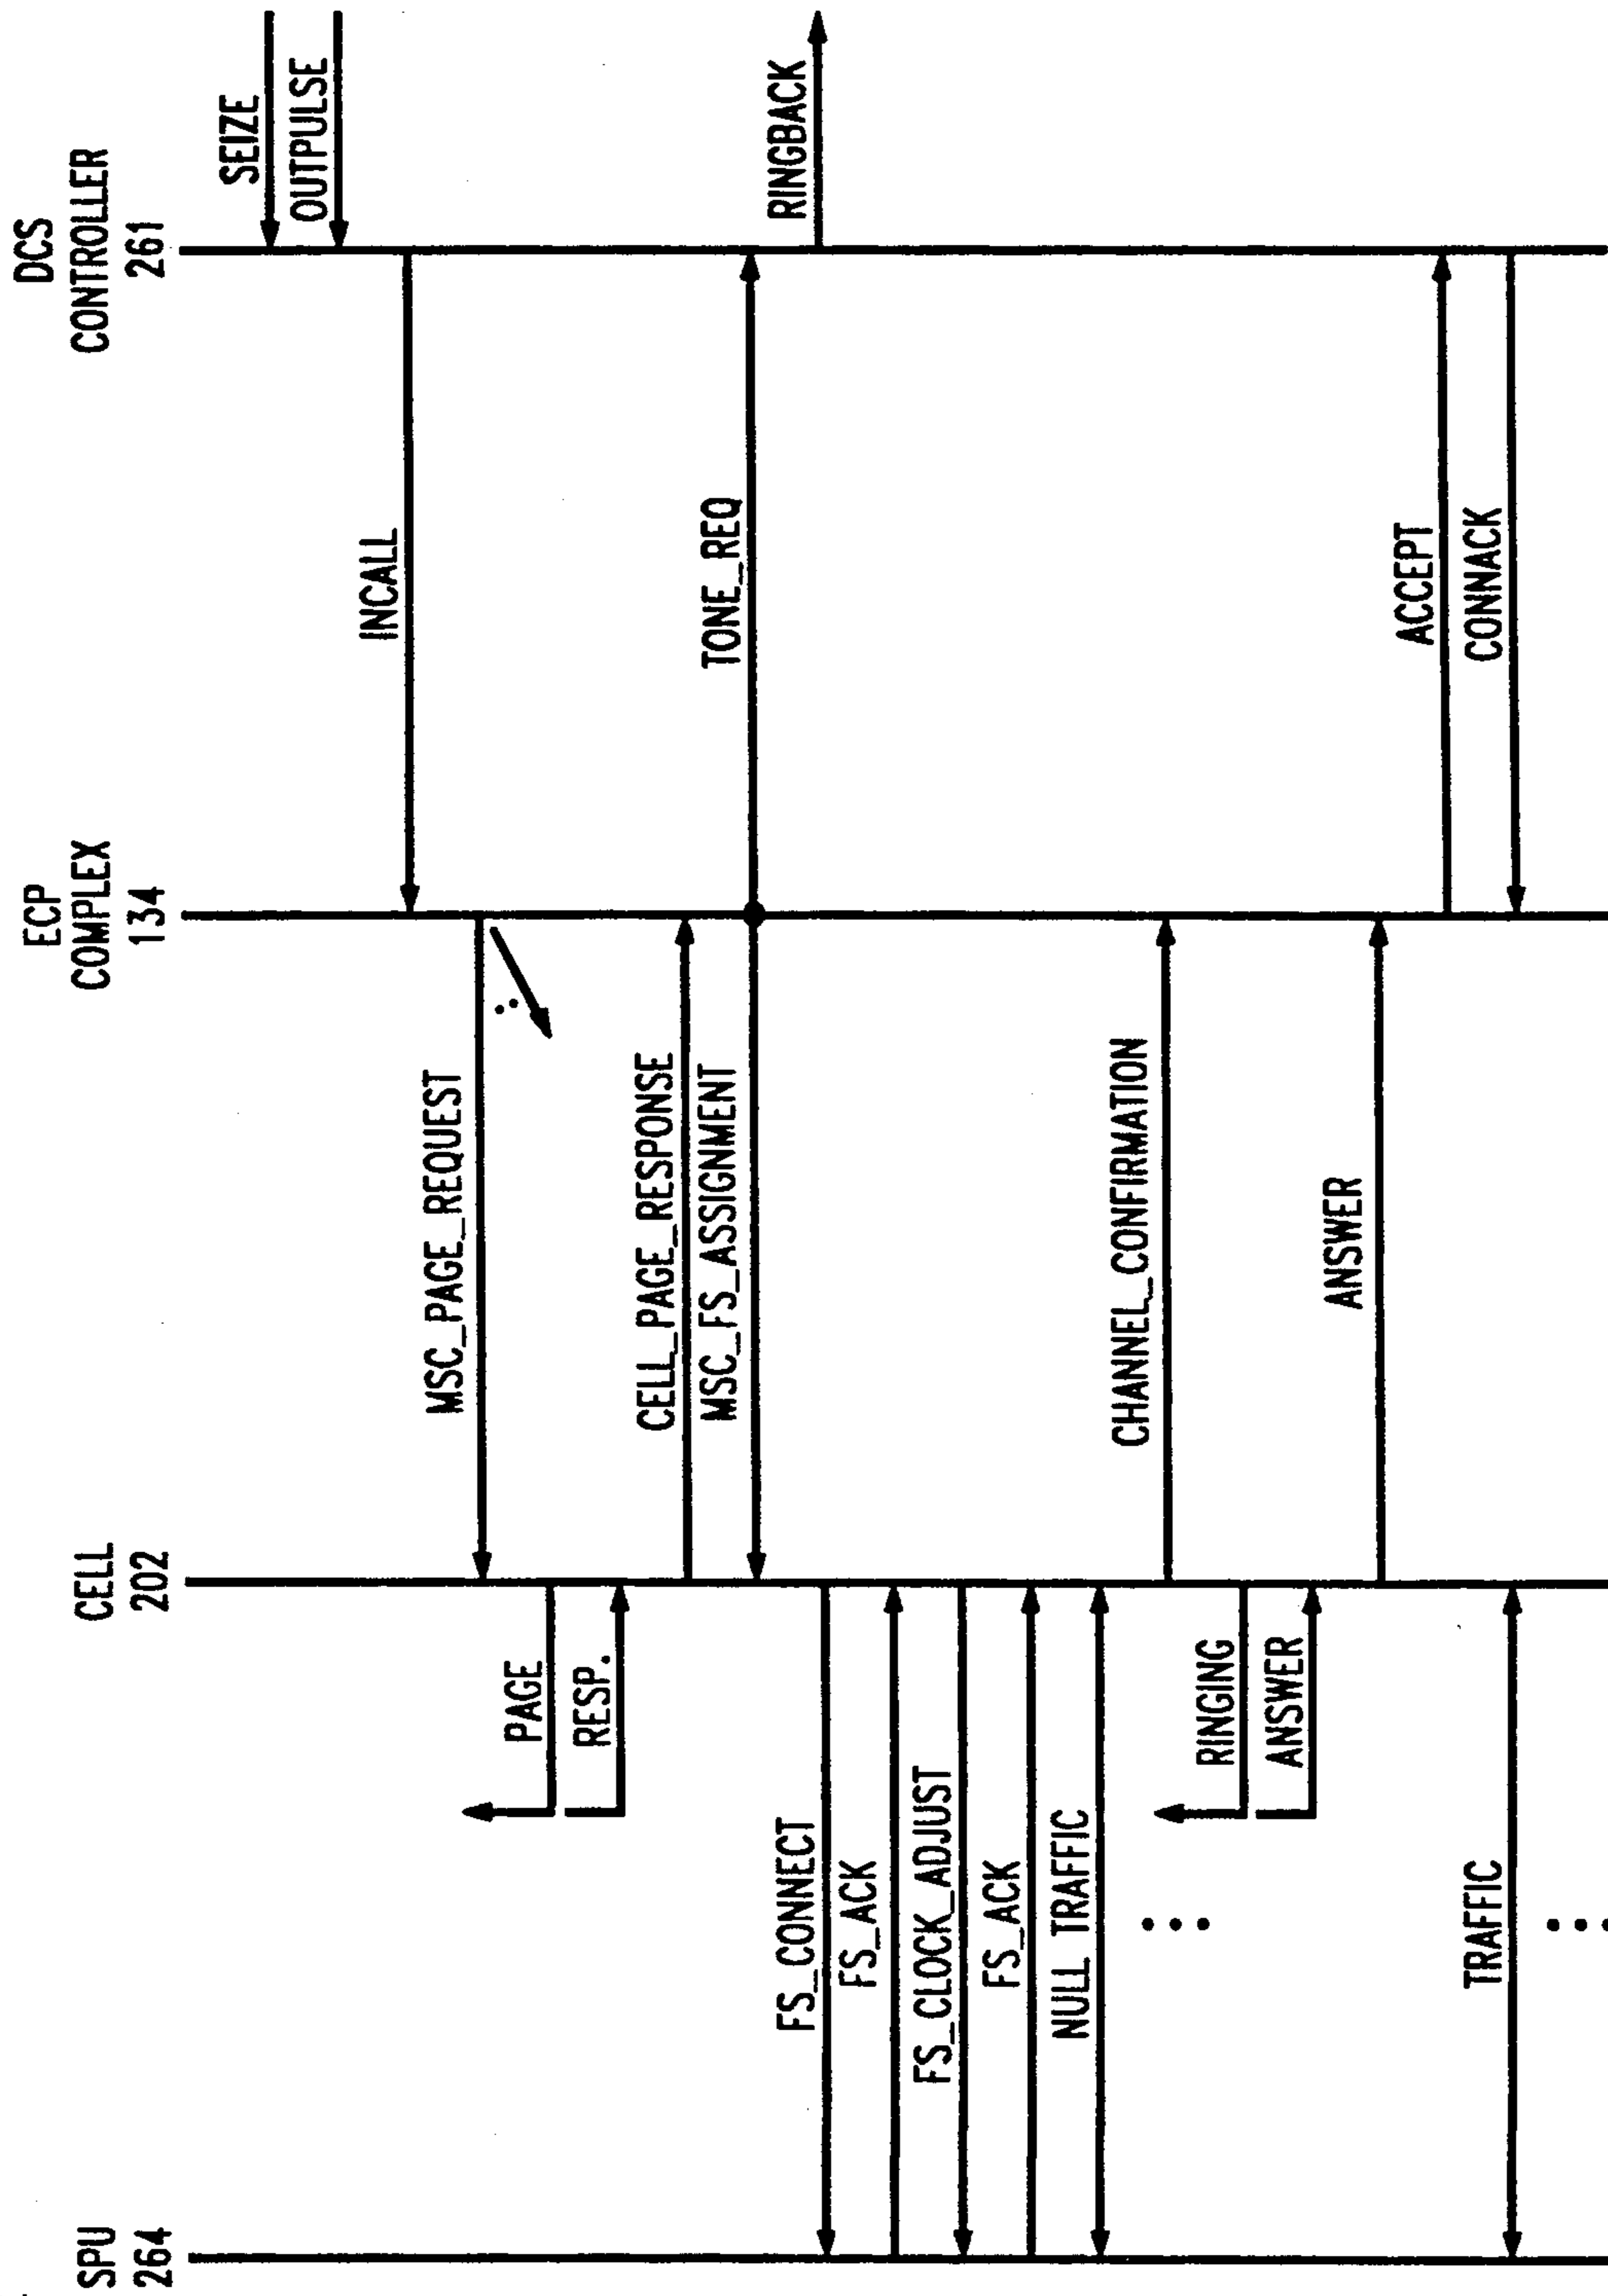 SPU
264
CELL
202
ECP
COMPLEX
134
DCS
CONTROLLER
261
SEIZE
OUTPULSE
INCALL
MSC_PAGE_REQUEST
PAGE
RESP.
CELL_PAGE_RESPONSE
MSC_FS_ASSIGNMENT
TONE_REQ
FS_CONNECT
RINGBACK
FS_ACK
FS_CLOCK_ADJUST
FS_ACK
NULL TRAFFIC
CHANNEL_CONFIRMATION
RINGING
ANSWER
ANSWER
ACCEPT
TRAFFIC
CONNACK